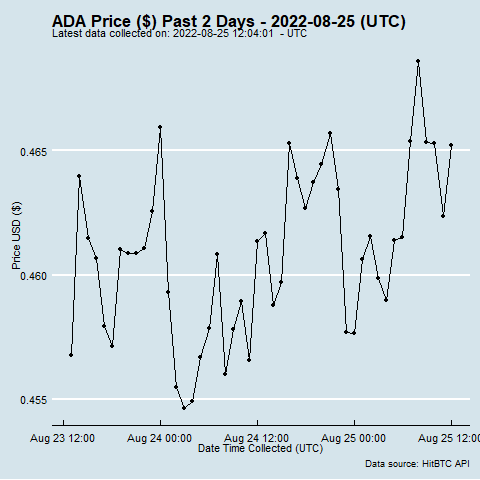 ADA Price ($) Past 2 Days - 2022-08-25 (UTC)
Latest data collected on: 2022-08-25 12:04:01 - UTC
Price USD ($)
0.465
0.460
0.455
Aug 23 12:00 Aug 24 00:00 Aug 24 12:00 Aug 25 00:00 Aug 25 12:00
Date Time Collected (UTC)
Data source: HitBTC API